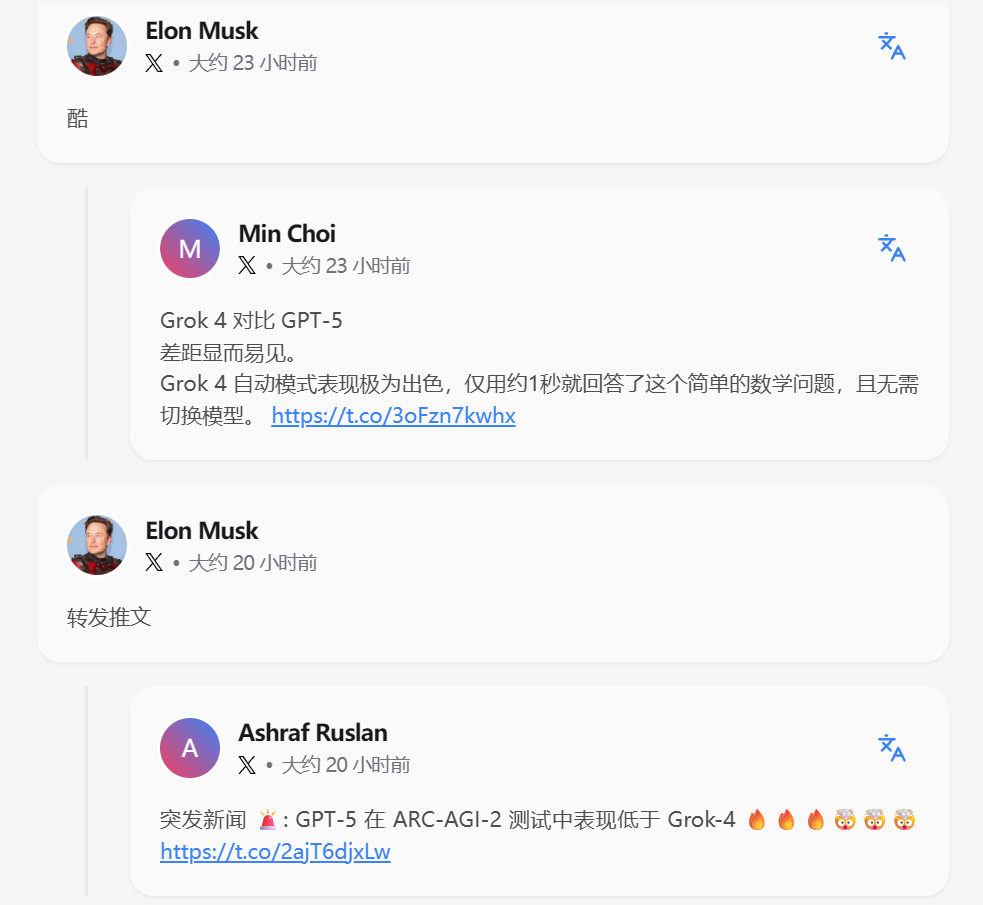 Elon Musk
𝕏 • 大约 23 小时前
酷
M
Min Choi
𝕏 • 大约 23 小时前
Grok 4 对比 GPT-5
差距显而易见。
Grok 4 自动模式表现极为出色，仅用约1秒就回答了这个简单的数学问题，且无需
切换模型。 https://t.co/3oFzn7kwhx
Elon Musk
𝕏 • 大约 20 小时前
转发推文
A
Ashraf Ruslan
𝕏 • 大约 20 小时前
突发新闻 🚨: GPT-5 在 ARC-AGI-2 测试中表现低于 Grok-4 🔥🔥🔥🤯🤯🤯
https://t.co/2ajT6djxLw